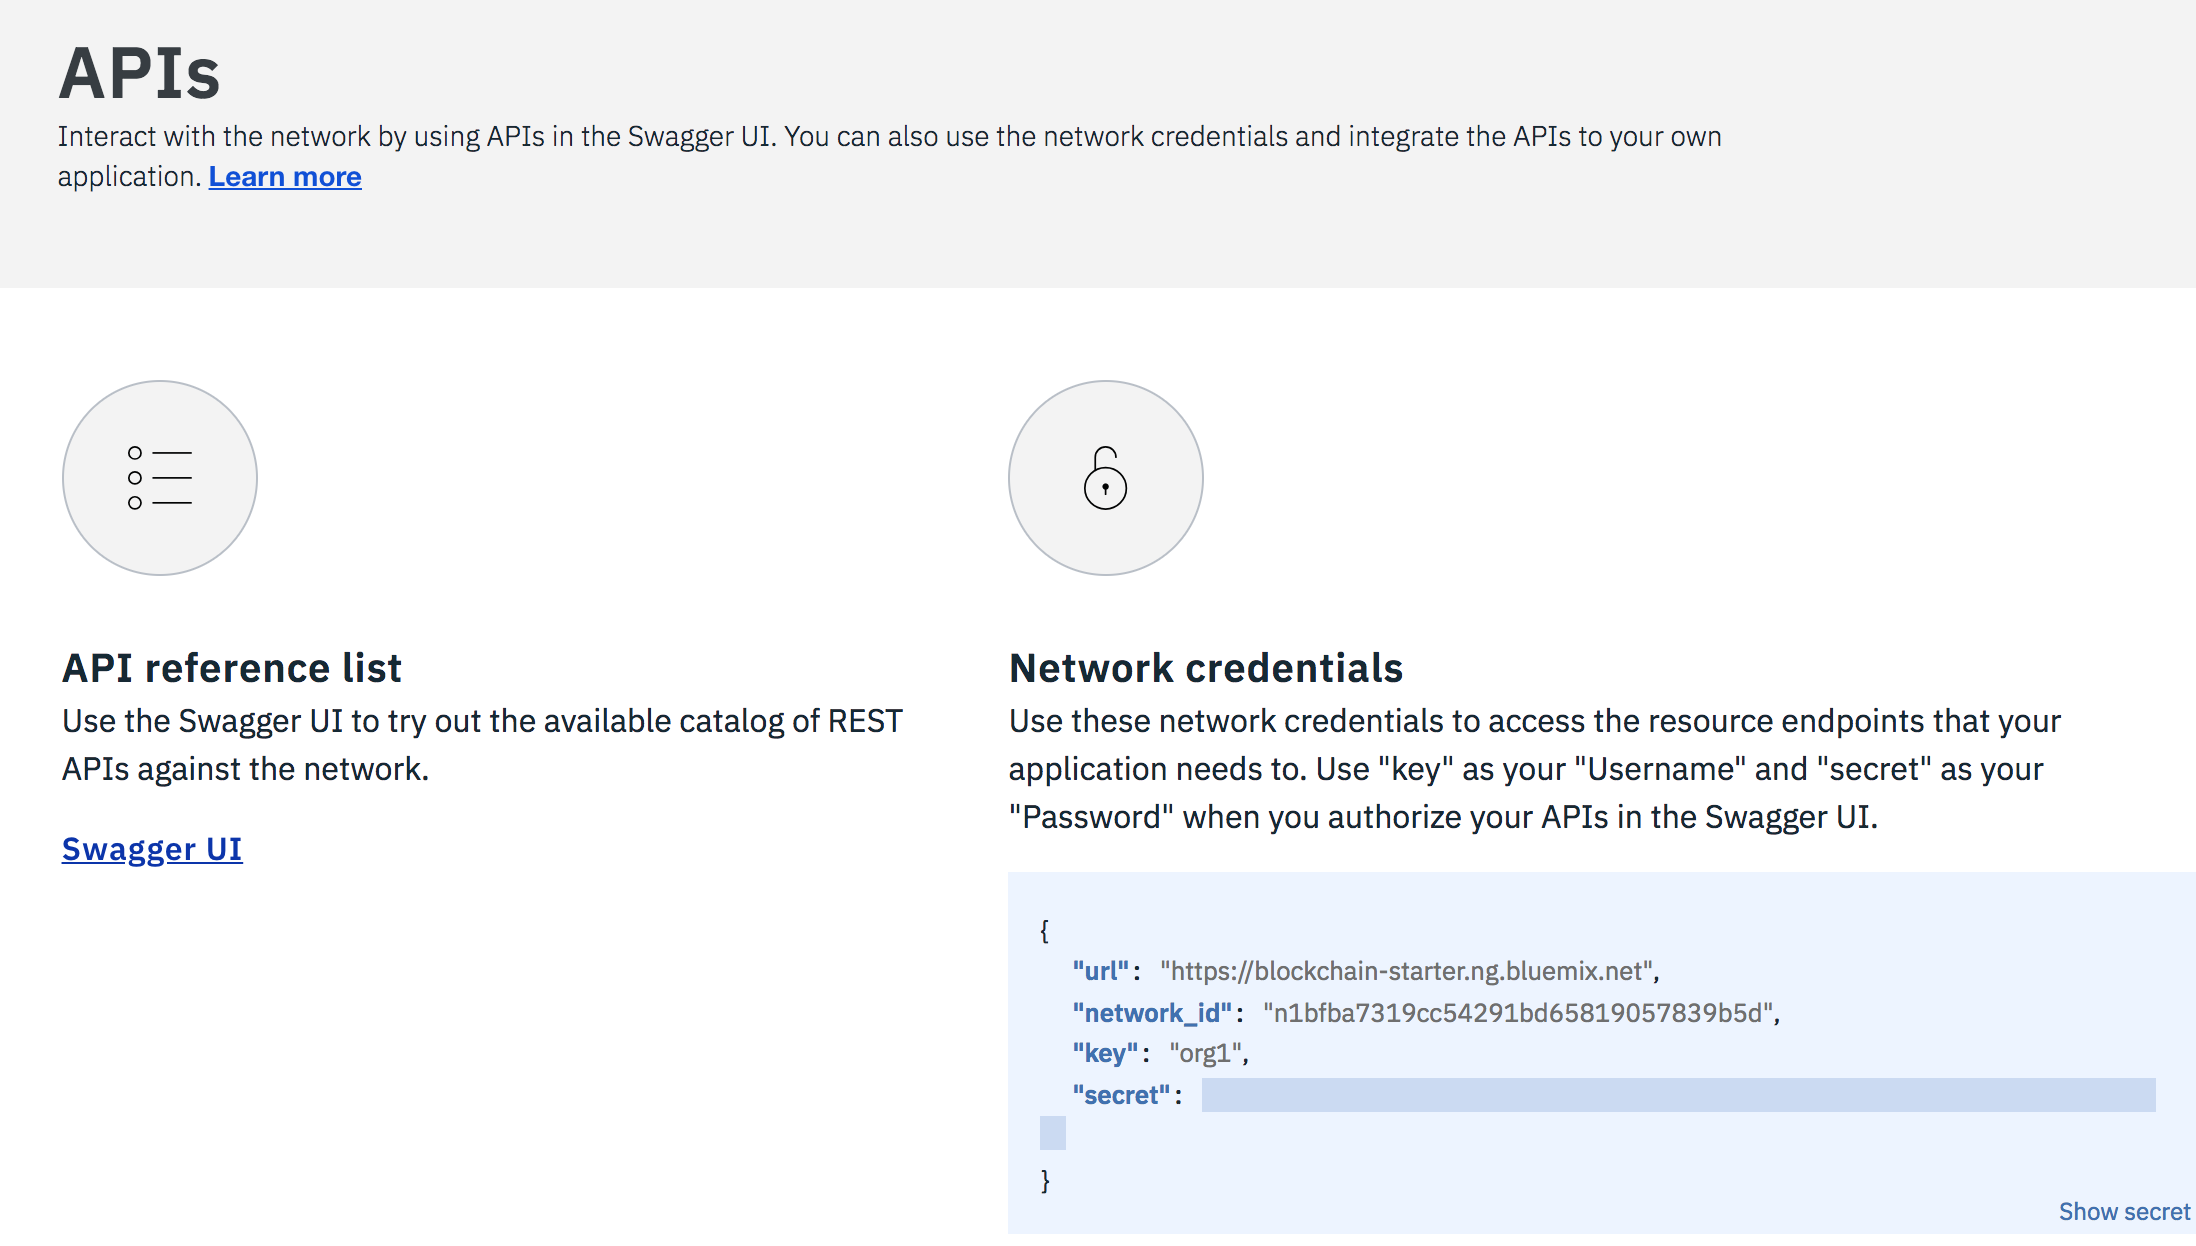 APIs
Interact with the network by using APIs in the Swagger UI. You can also use the network credentials and integrate the APIs to your own
application. Learn more
API reference list
Use the Swagger UI to try out the available catalog of REST
APIs against the network.
Swagger UI
Network credentials
Use these network credentials to access the resource endpoints that your
application needs to. Use "key" as your "Username" and "secret" as your
"Password" when you authorize your APIs in the Swagger UI.
{
"url": "https://blockchain-starter.ng.bluemix.net",
"network_id": "n1bfba7319cc54291bd65819057839b5d",
"key": "org1",
"secret":
}
Show secret